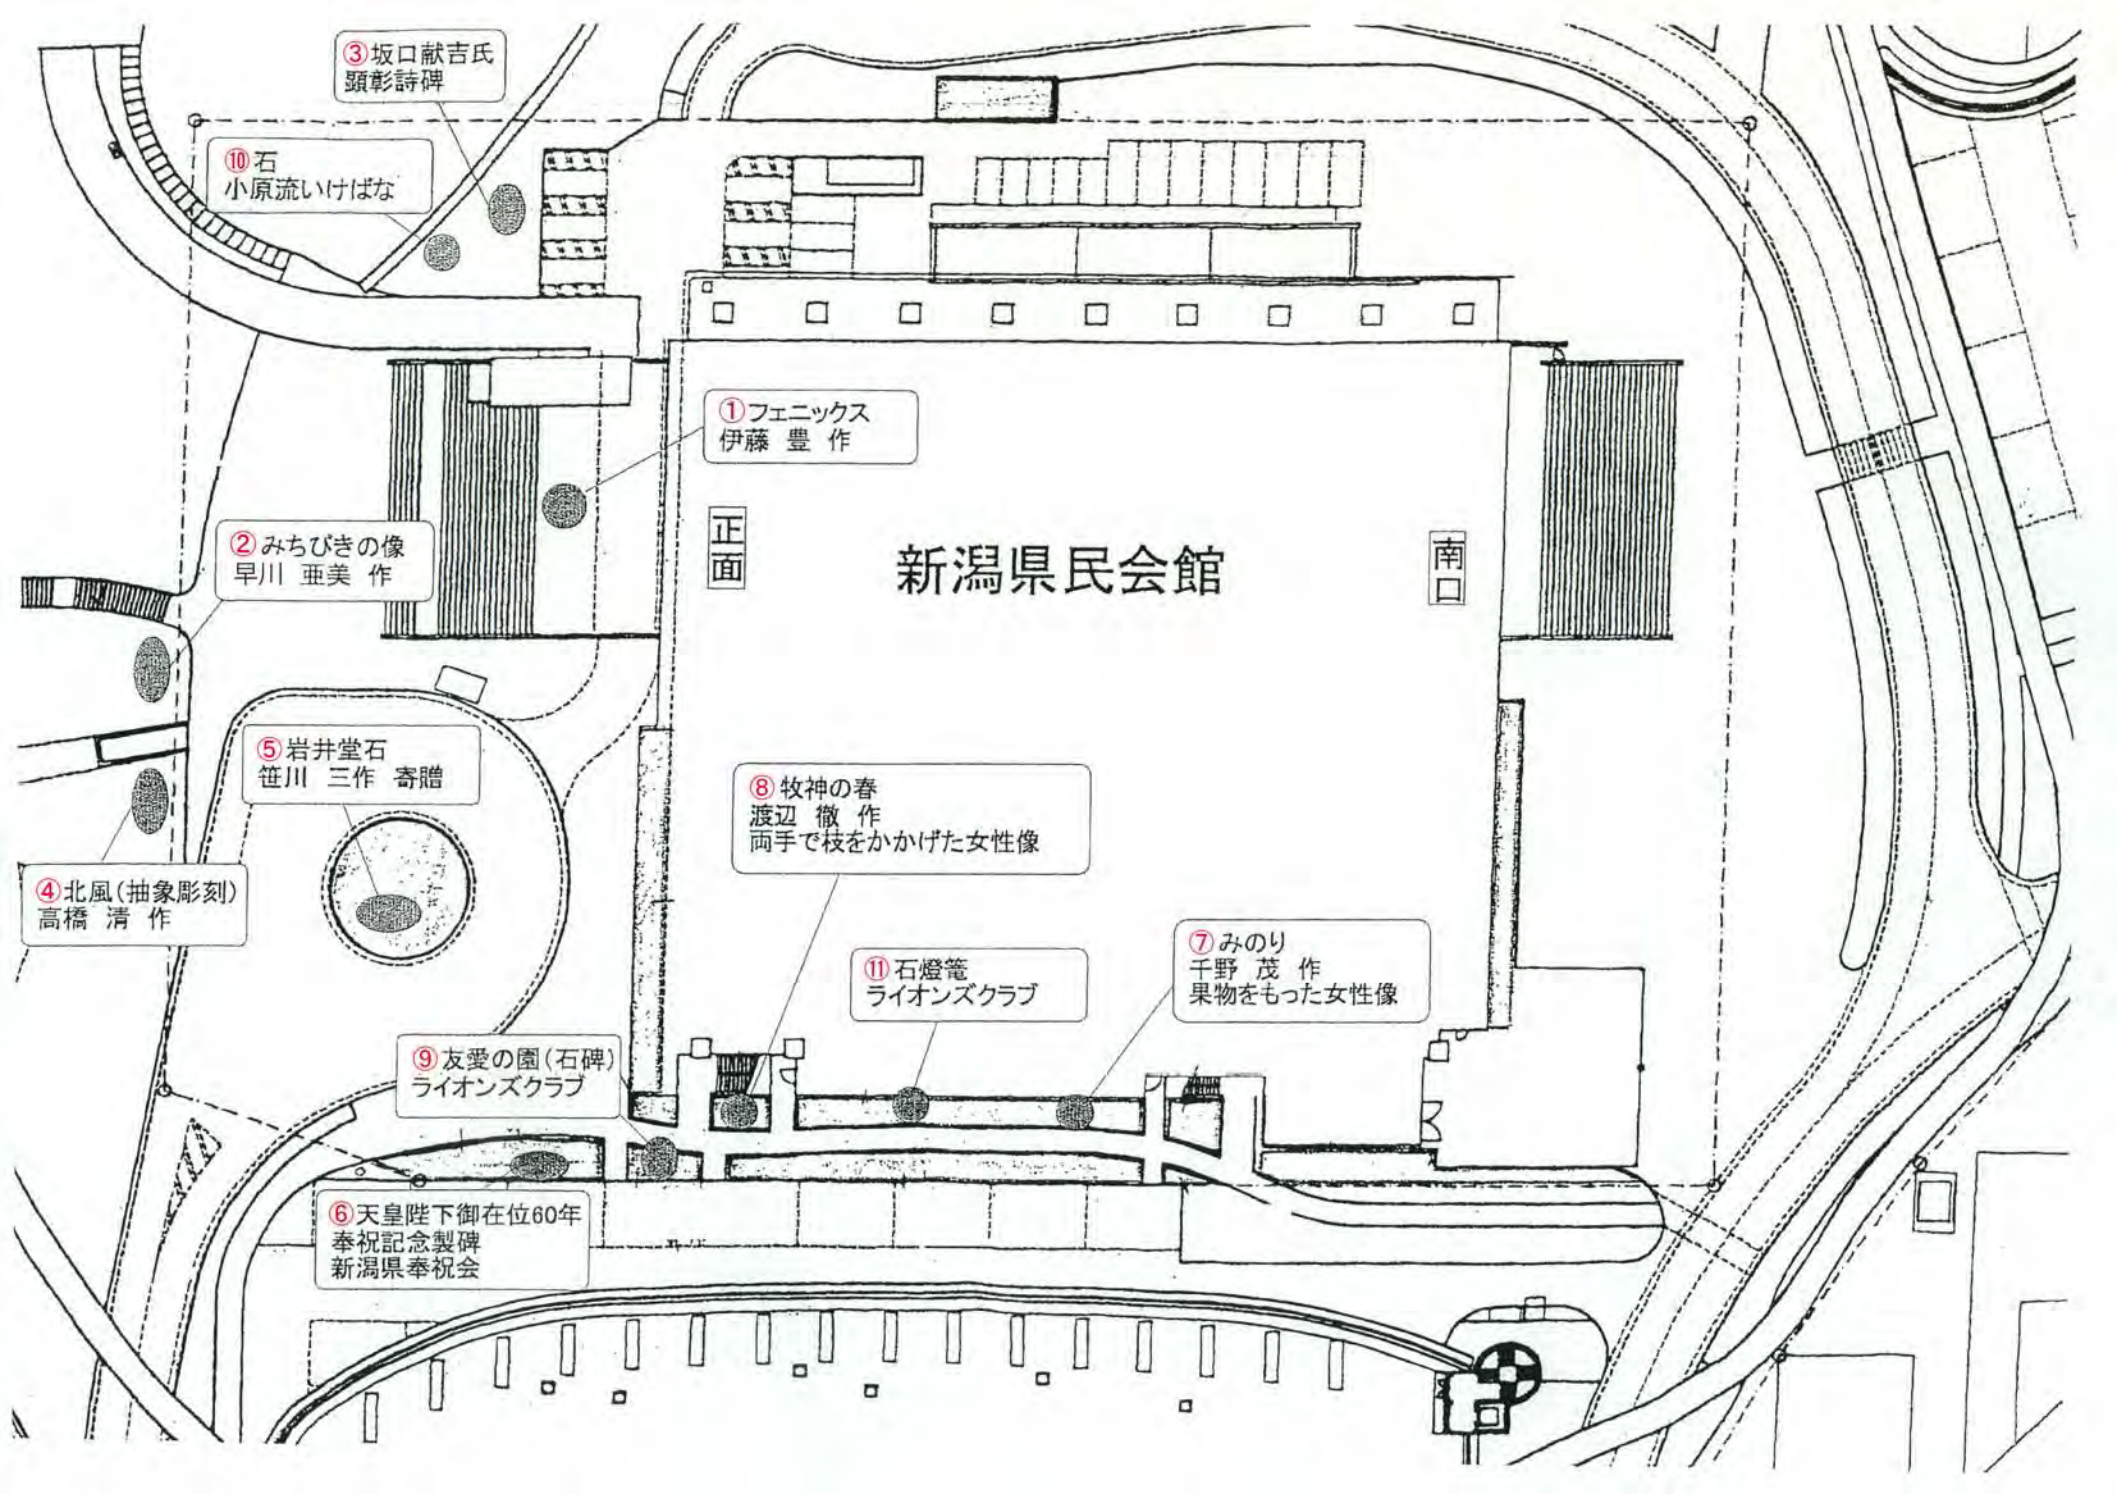 ③坂口献吉氏
顕彰詩碑
⑩石
小原流いけばな
①フェニックス
伊藤 豊 作
正面
新潟県民会館
南口
②みちびきの像
早川 亜美 作
⑤岩井堂石
笹川 三作 寄贈
⑧牧神の春
渡辺 徹 作
両手で枝をかかげた女性像
④北風(抽象彫刻)
高橋 清 作
⑪石燈篭
ライオンズクラブ
⑦みのり
千野 茂 作
果物をもった女性像
⑨友愛の園(石碑)
ライオンズクラブ
⑥天皇陛下御在位60年
奉祝記念製碑
新潟県奉祝会